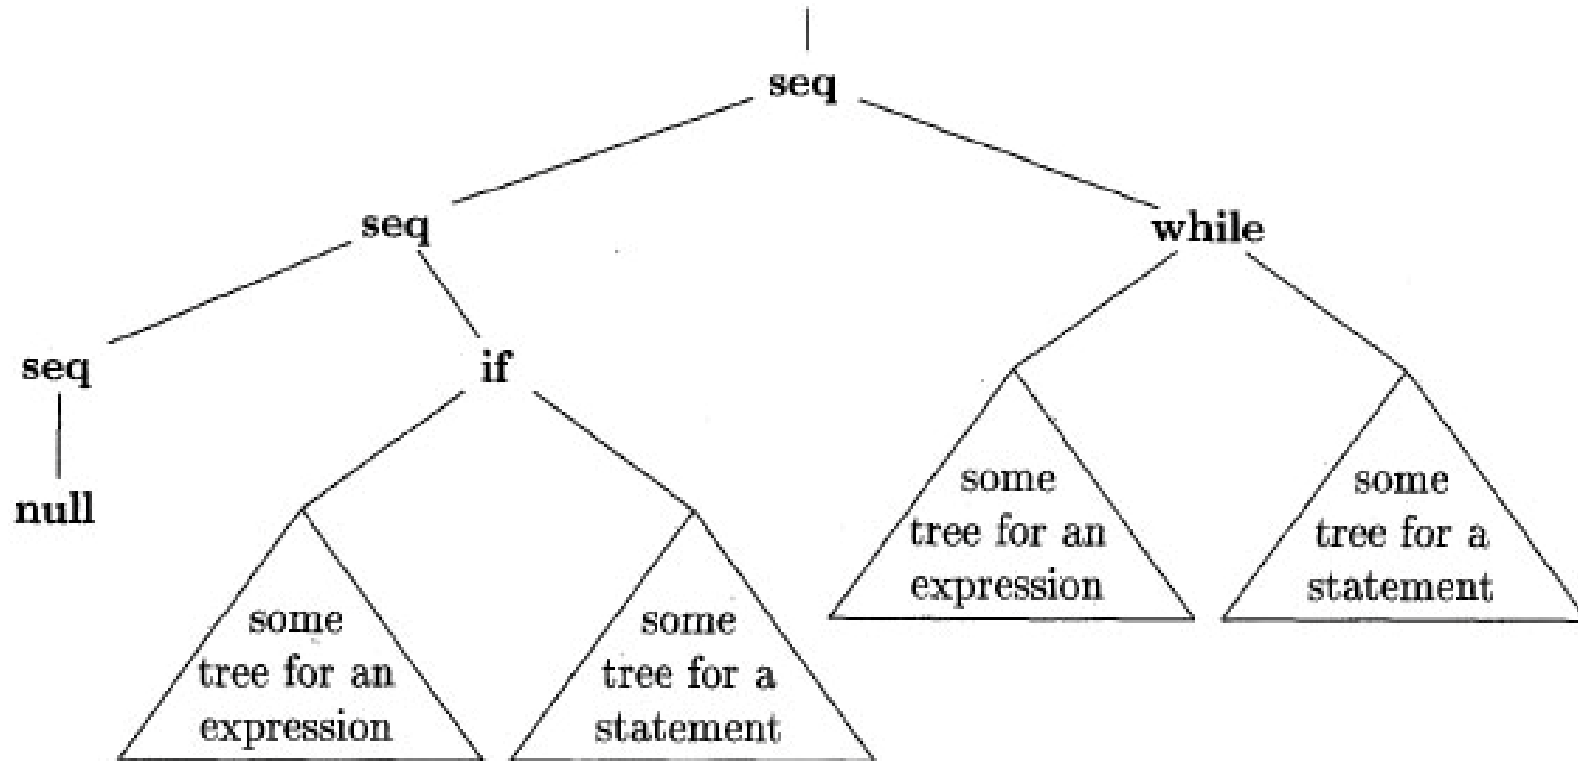 seq
seq
while
seq
if
null
some
tree for an
expression
some
tree for a
statement
some
tree for an
expression
some
tree for a
statement